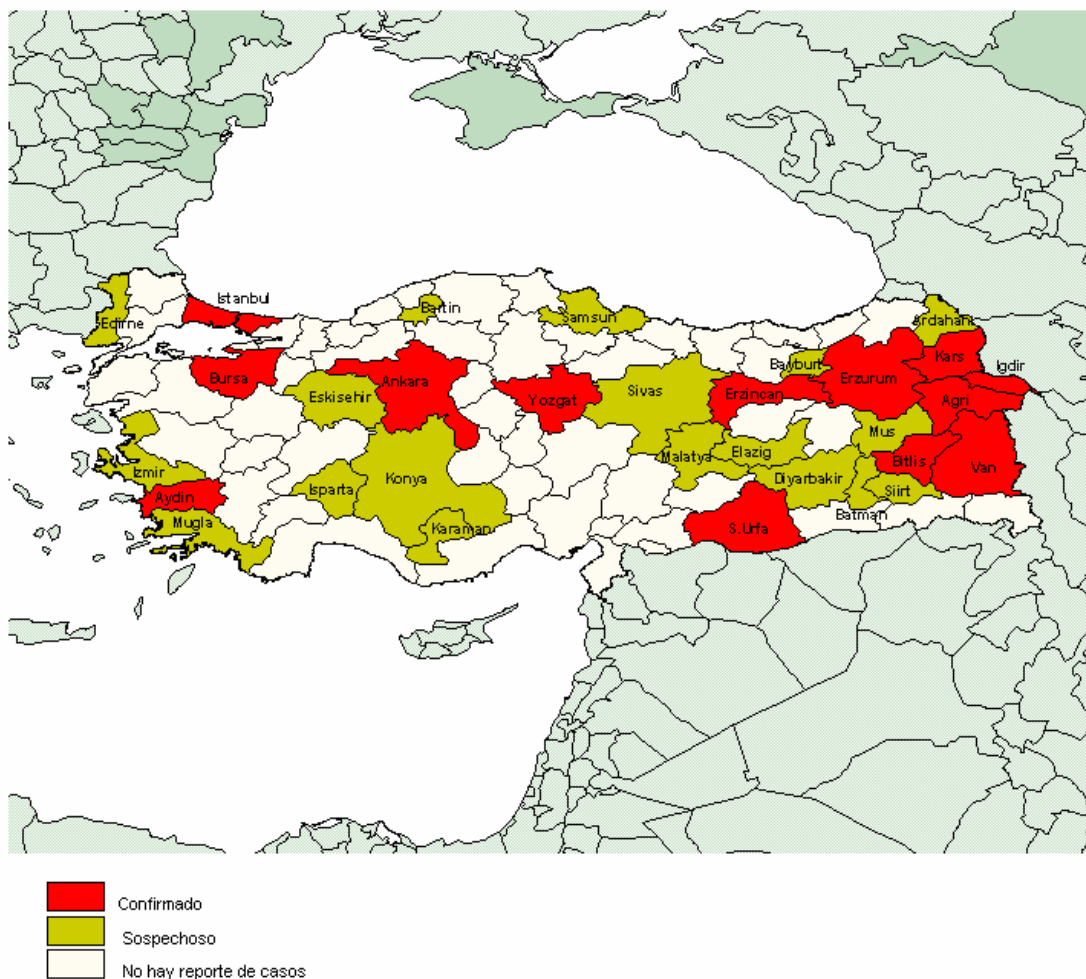 Istanbul
Bartin
Samsun
Edirne
Ardahan
Kars
Bayburt
Igdir
Bursa
Ankara
Erzurum
Eskisehir
Yozgat
Sivas
Erzincan
Agri
Mus
Malatya
Elazig
Bitlis
Van
Izmir
Isparta
Konya
Diyarbakir
Siirt
Aydin
Mugla
Karaman
S.Urfa
Batman
Confirmado
Sospechoso
No hay reporte de casos